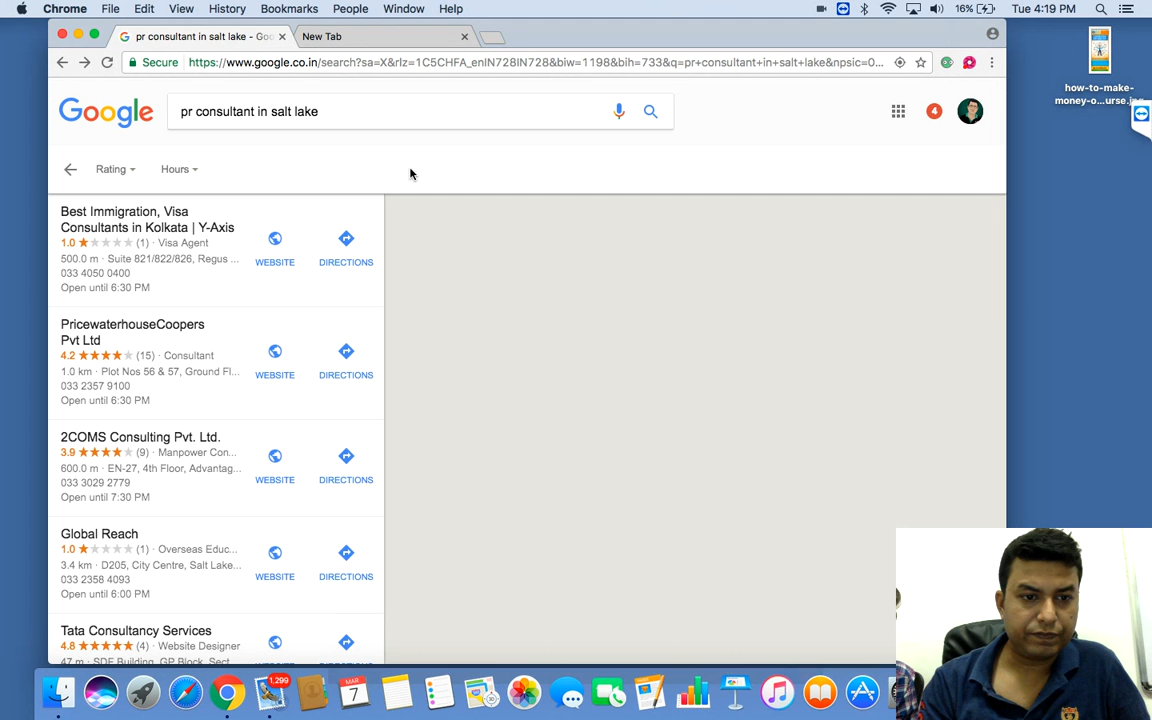 Chrome File Edit View History Bookmarks People Window Help 16% Tue 4:19 PM
pr consultant in salt lake - Goo New Tab
Secure https://www.google.co.in/search?sa=X&rlz=1C5CHFA_enIN728IN728&biw=1198&bih=733&q=pr+consultant+in+salt+lake&npsic=0...
how-to-make-
money-o...urse.jpg
Google pr consultant in salt lake 4
Rating Hours
Best Immigration, Visa
Consultants in Kolkata | Y-Axis
1.0 (1) · Visa Agent
500.0 m · Suite 821/822/826, Regus ...
033 4050 0400
Open until 6:30 PM
WEBSITE DIRECTIONS
PricewaterhouseCoopers
Pvt Ltd
4.2 (15) · Consultant
1.0 km · Plot Nos 56 & 57, Ground Fl...
033 2357 9100
Open until 6:30 PM
WEBSITE DIRECTIONS
2COMS Consulting Pvt. Ltd.
3.9 (9) · Manpower Con...
600.0 m · EN-27, 4th Floor, Advantag...
033 3029 2779
Open until 7:30 PM
WEBSITE DIRECTIONS
Global Reach
1.0 (1) · Overseas Educ...
3.4 km · D205, City Centre, Salt Lake...
033 2358 4093
Open until 6:00 PM
WEBSITE DIRECTIONS
Tata Consultancy Services
4.8 (4) · Website Designer
47 m · SDF Building, GP Block, Sect
1,299
MAR
7